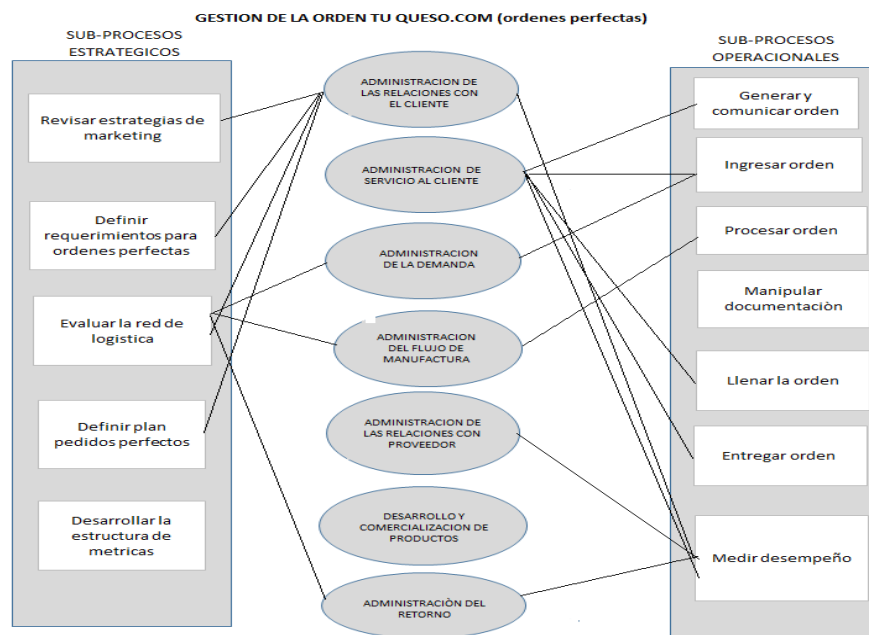 GESTION DE LA ORDEN TU QUESO.COM (ordenes perfectas)
SUB-PROCESOS
ESTRATEGICOS
Revisar estrategias de
marketing
Definir
requerimientos para
ordenes perfectas
Evaluar la red de
logistica
Definir plan
pedidos perfectos
Desarrollar la
estructura de
metricas
ADMINISTRACION DE
LAS RELACIONES CON
EL CLIENTE
ADMINISTRACION DE
SERVICIO AL CLIENTE
ADMINISTRACION
DE LA DEMANDA
ADMINISTRACION
DEL FLUJO DE
MANUFACTURA
ADMINISTRACION DE
LAS RELACIONES CON
PROVEEDOR
DESARROLLO Y
COMERCIALIZACION DE
PRODUCTOS
ADMINISTRACIÒN DEL
RETORNO
SUB-PROCESOS
OPERACIONALES
Generar y
comunicar orden
Ingresar orden
Procesar orden
Manipular
documentaciòn
Llenar la orden
Entregar orden
Medir desempeño